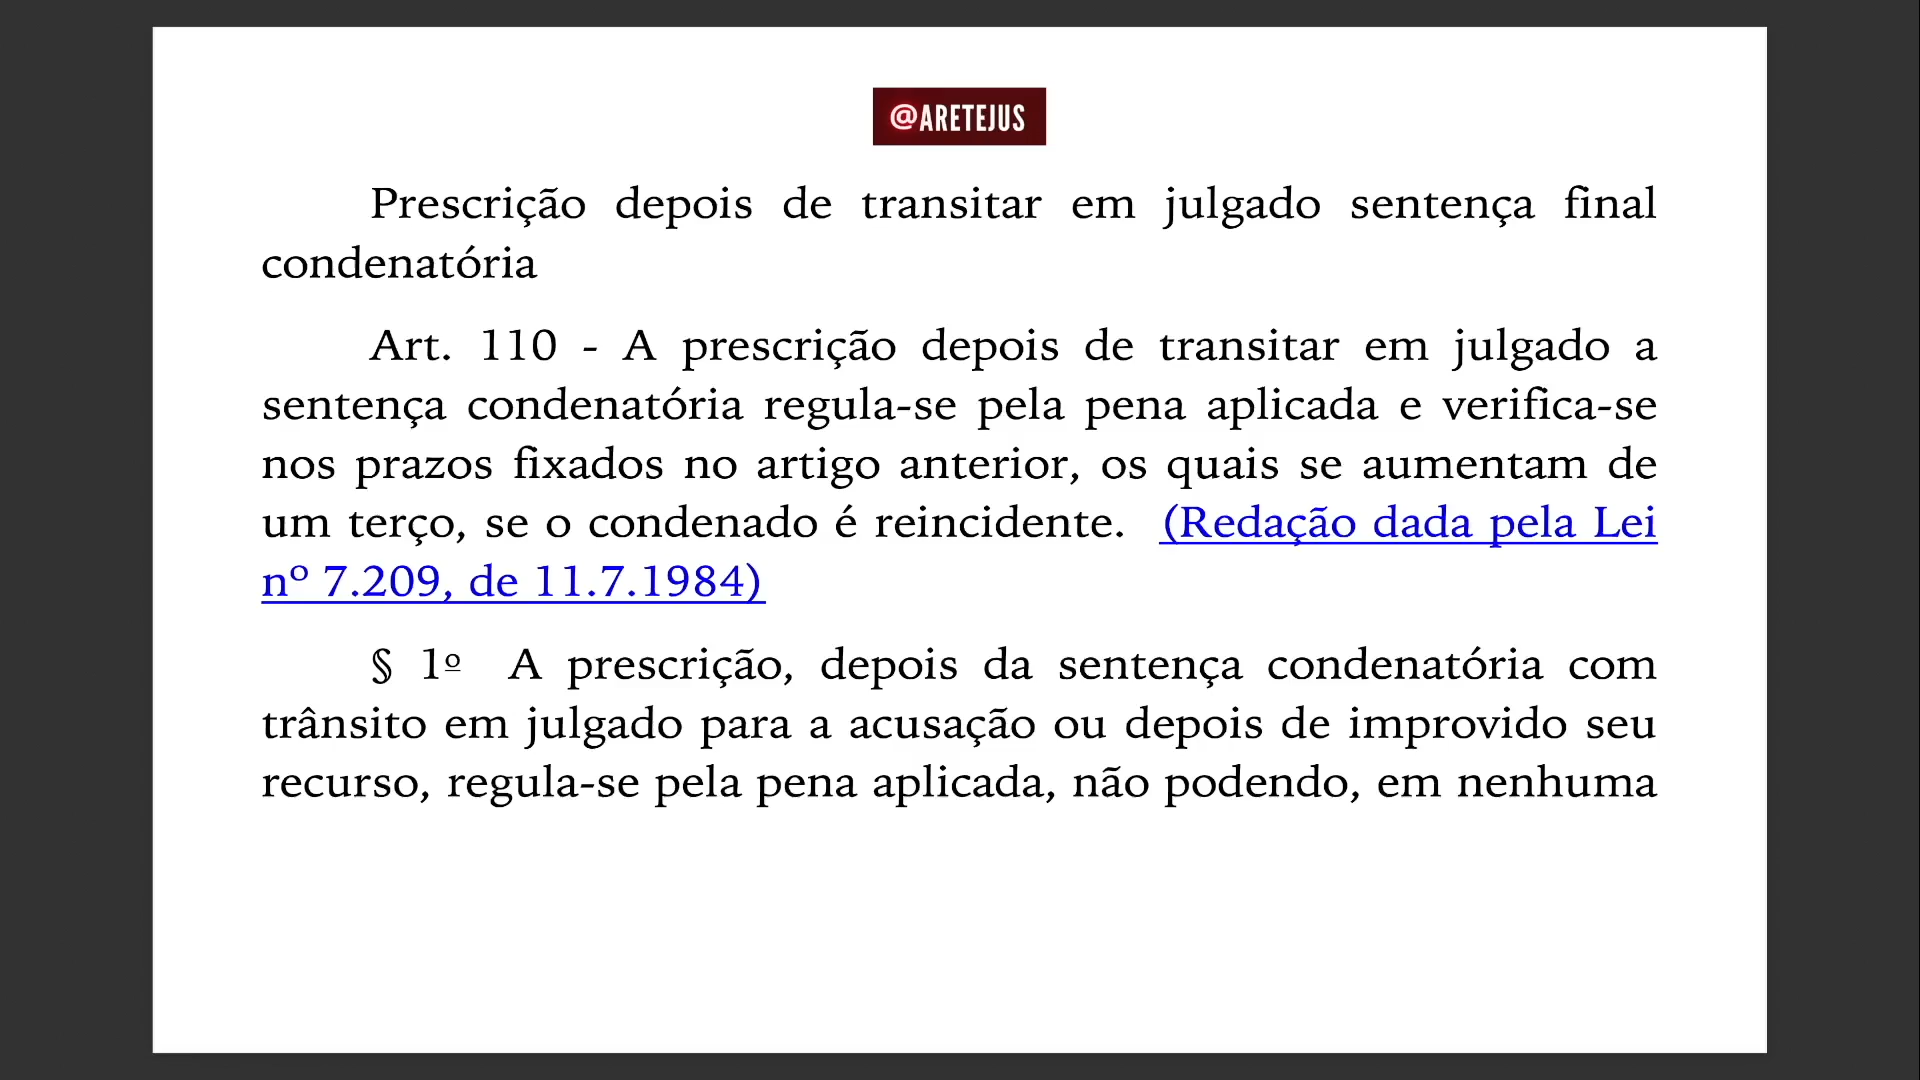 @ARETEJUS
Prescrição depois de transitar em julgado sentença final
condenatória
Art. 110 - A prescrição depois de transitar em julgado a
sentença condenatória regula-se pela pena aplicada e verifica-se
nos prazos fixados no artigo anterior, os quais se aumentam de
um terço, se o condenado é reincidente. (Redação dada pela Lei
nº 7.209, de 11.7.1984)
§ 1º A prescrição, depois da sentença condenatória com
trânsito em julgado para a acusação ou depois de improvido seu
recurso, regula-se pela pena aplicada, não podendo, em nenhuma